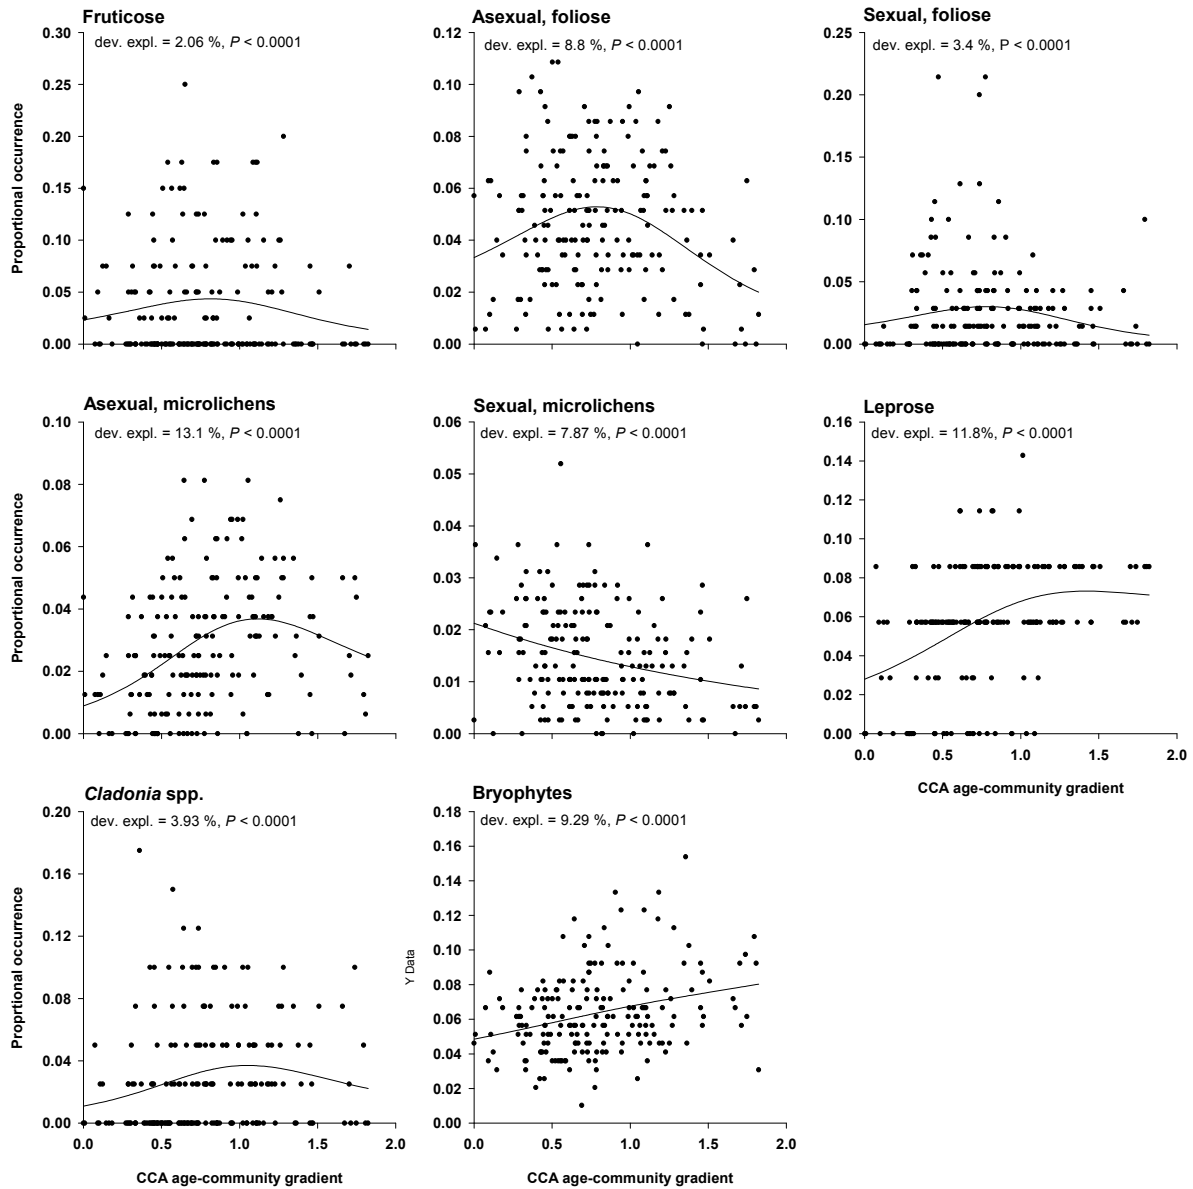 Fruticose
dev. expl. = 2.06 %, P < 0.0001
0.30
0.25
0.20
0.15
0.10
0.05
0.00
Proportional occurrence
Asexual, foliose
dev. expl. = 8.8 %, P < 0.0001
0.12
0.10
0.08
0.06
0.04
0.02
0.00
Sexual, foliose
dev. expl. = 3.4 %, P < 0.0001
0.25
0.20
0.15
0.10
0.05
0.00
Asexual, microlichens
dev. expl. = 13.1 %, P < 0.0001
0.10
0.08
0.06
0.04
0.02
0.00
Proportional occurrence
Sexual, microlichens
dev. expl. = 7.87 %, P < 0.0001
0.06
0.05
0.04
0.03
0.02
0.01
0.00
Leprose
dev. expl. = 11.8%, P < 0.0001
0.16
0.14
0.12
0.10
0.08
0.06
0.04
0.02
0.00
0.0 0.5 1.0 1.5 2.0
CCA age-community gradient
Cladonia spp.
dev. expl. = 3.93 %, P < 0.0001
0.20
0.16
0.12
0.08
0.04
0.00
Proprtional occurrence
0.0 0.5 1.0 1.5 2.0
CCA age-community gradient
Bryophytes
dev. expl. = 9.29 %, P < 0.0001
0.18
0.16
0.14
0.12
0.10
0.08
0.06
0.04
0.02
0.00
Y Data
0.0 0.5 1.0 1.5 2.0
CCA age-community gradient